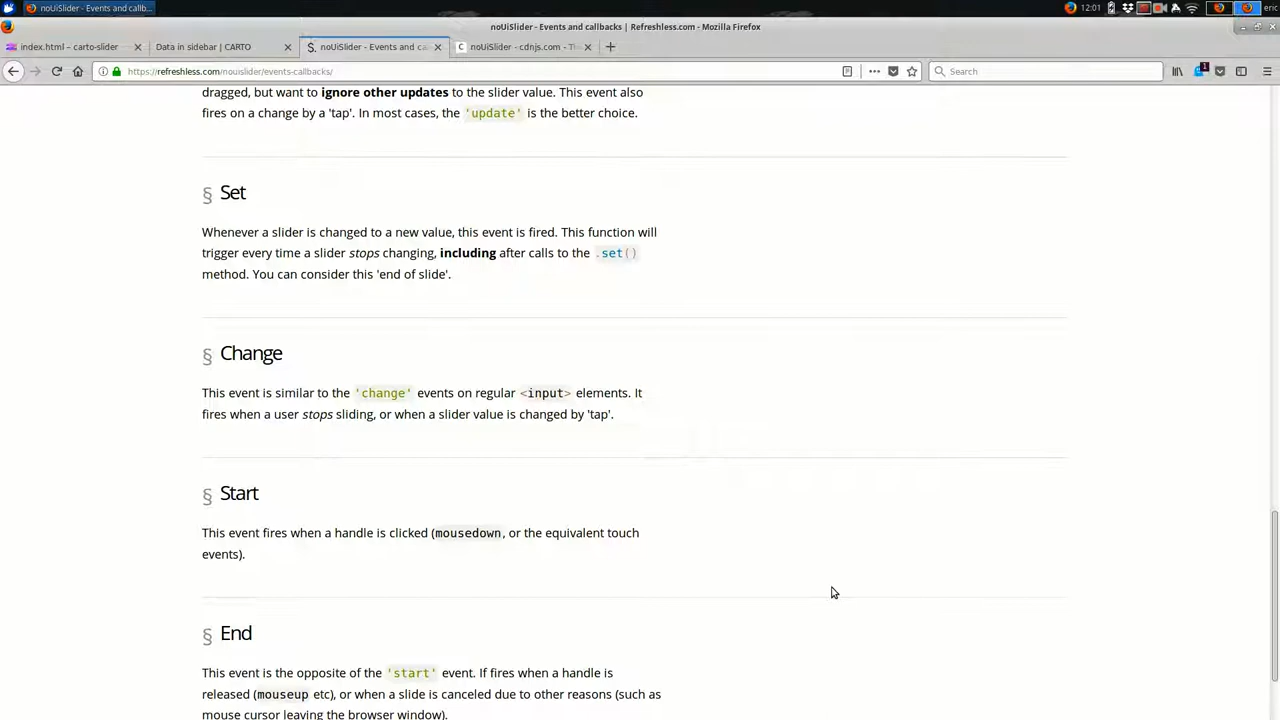 noUiSlider - Events and callb...
12:01
eric
noUiSlider - Events and callbacks | Refreshless.com - Mozilla Firefox
index.html – carto-slider
Data in sidebar | CARTO
noUiSlider - Events and ca
noUiSlider - cdnjs.com - The
https://refreshless.com/nouislider/events-callbacks/
Search
1
dragged, but want to ignore other updates to the slider value. This event also
fires on a change by a 'tap'. In most cases, the 'update' is the better choice.
§ Set
Whenever a slider is changed to a new value, this event is fired. This function will
trigger every time a slider stops changing, including after calls to the .set()
method. You can consider this 'end of slide'.
§ Change
This event is similar to the 'change' events on regular <input> elements. It
fires when a user stops sliding, or when a slider value is changed by 'tap'.
§ Start
This event fires when a handle is clicked (mousedown, or the equivalent touch
events).
§ End
This event is the opposite of the 'start' event. If fires when a handle is
released (mouseup etc), or when a slide is canceled due to other reasons (such as
mouse cursor leaving the browser window).